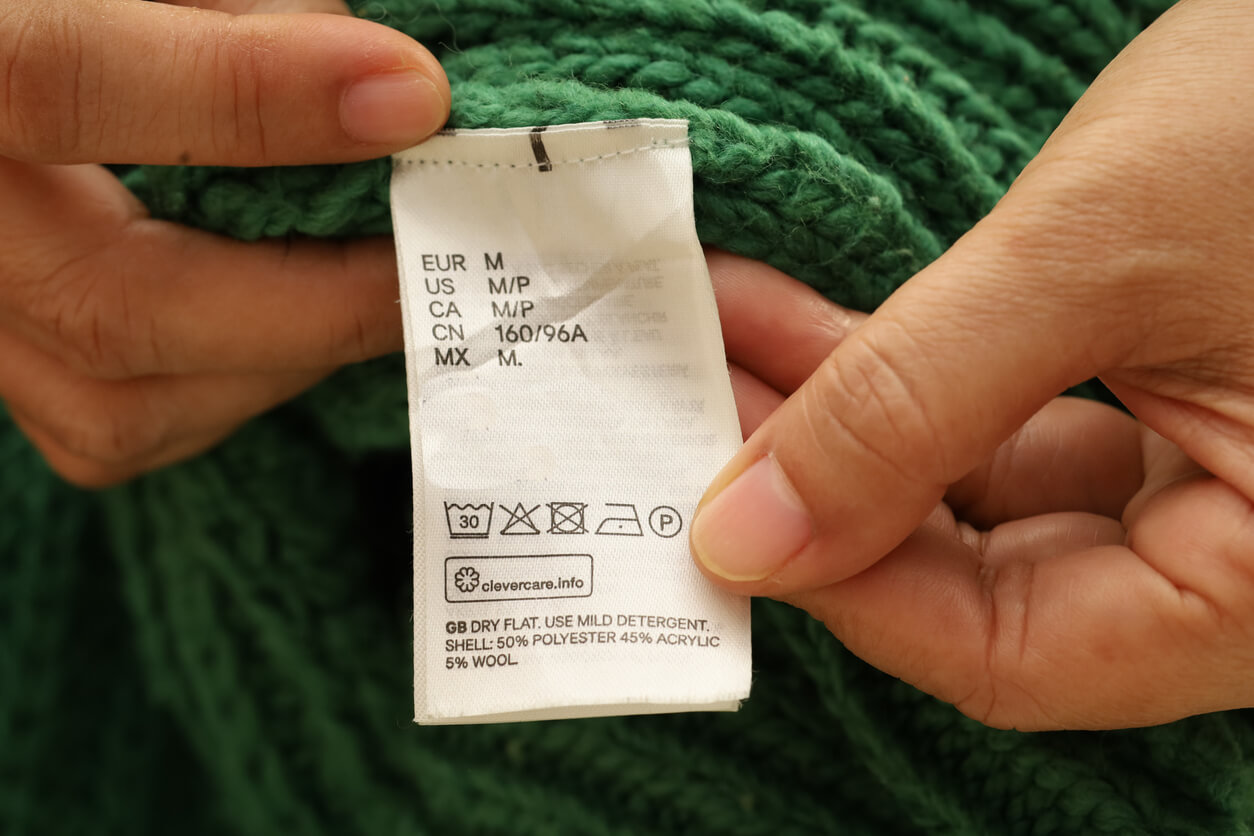 EUR M
US M/P
CA M/P
CN 160/96A
MX M.
30 P
clevercare.info
GB DRY FLAT. USE MILD DETERGENT.
SHELL: 50% POLYESTER 45% ACRYLIC
5% WOOL.